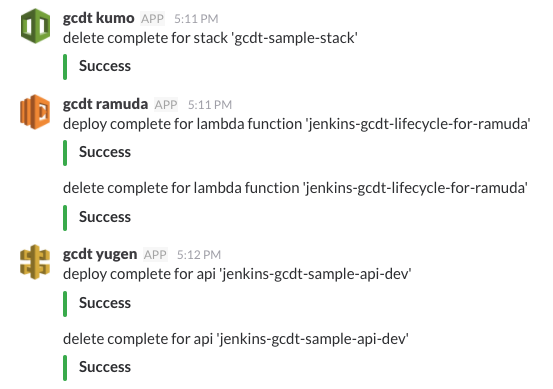 gcdt kumo APP 5:11 PM
delete complete for stack 'gcdt-sample-stack'
Success
gcdt ramuda APP 5:11 PM
deploy complete for lambda function 'jenkins-gcdt-lifecycle-for-ramuda'
Success
delete complete for lambda function 'jenkins-gcdt-lifecycle-for-ramuda'
Success
gcdt yugen APP 5:12 PM
deploy complete for api 'jenkins-gcdt-sample-api-dev'
Success
delete complete for api 'jenkins-gcdt-sample-api-dev'
Success